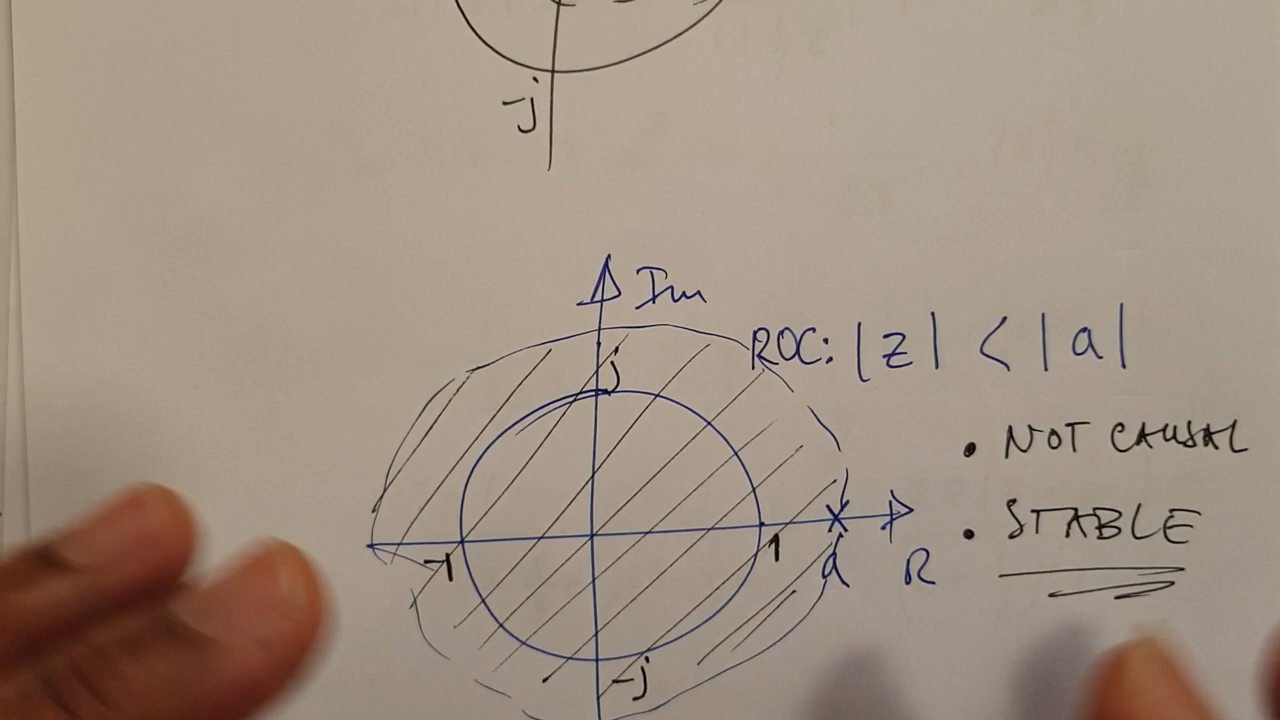 -j
Im
ROC: |z| < |a|
j
• NOT CAUSAL
• STABLE
-1
1
a
R
-j